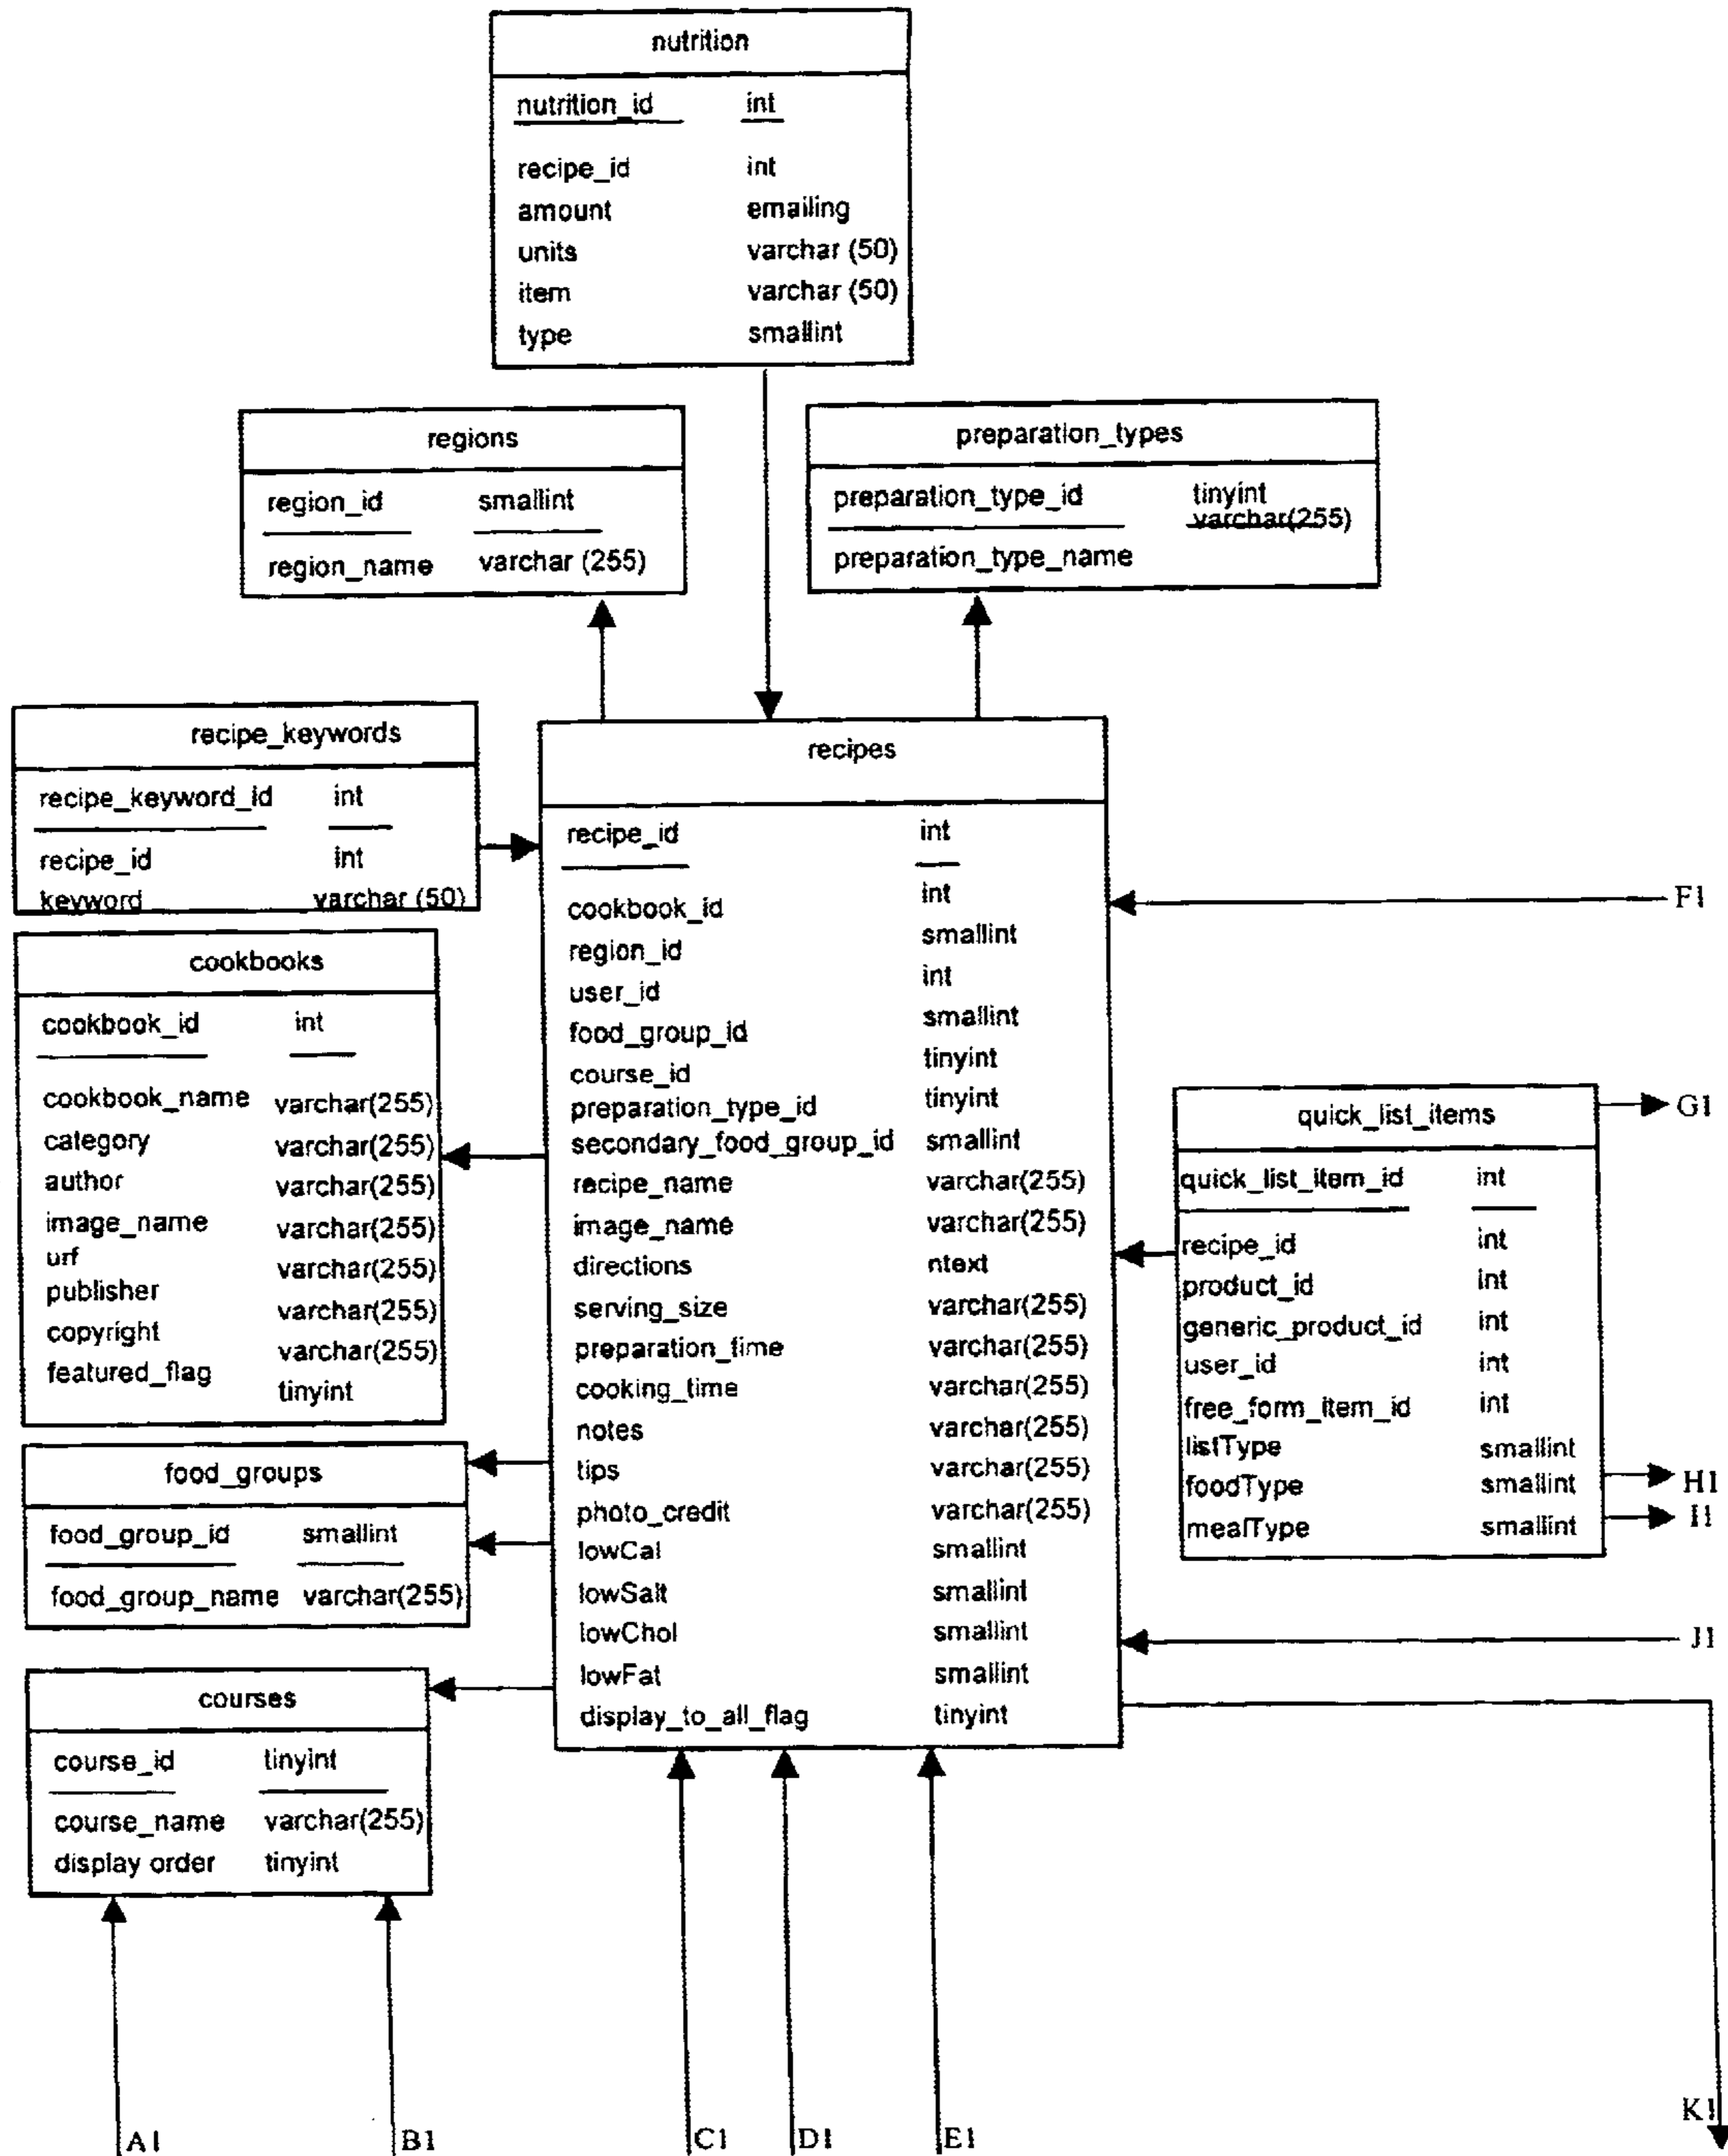 nutrition
nutrition_id int
recipe_id int
amount emailing
units varchar (50)
item varchar (50)
type smallint
regions
region_id smallint
region_name varchar (255)
preparation_types
preparation_type_id tinyint
varchar(255)
preparation_type_name
recipe_keywords
recipe_keyword_id int
recipe_id int
keyword varchar (50)
recipes
recipe_id int
cookbook_id int
region_id smallint
user_id int
food_group_id smallint
course_id tinyint
preparation_type_id tinyint
secondary_food_group_id smallint
recipe_name varchar(255)
image_name varchar(255)
directions ntext
serving_size varchar(255)
preparation_time varchar(255)
cooking_time varchar(255)
notes varchar(255)
tips varchar(255)
photo_credit varchar(255)
lowCal smallint
lowSalt smallint
lowChol smallint
lowFat smallint
display_to_all_flag tinyint
F1
cookbooks
cookbook_id int
cookbook_name varchar(255)
category varchar(255)
author varchar(255)
image_name varchar(255)
url varchar(255)
publisher varchar(255)
copyright varchar(255)
featured_flag tinyint
quick_list_items
G1
quick_list_item_id int
recipe_id int
product_id int
generic_product_id int
user_id int
free_form_item_id int
listType smallint
foodType smallint
H1
mealType smallint
I1
food_groups
food_group_id smallint
food_group_name varchar(255)
J1
courses
course_id tinyint
course_name varchar(255)
display order tinyint
A1
B1
C1
D1
E1
K1